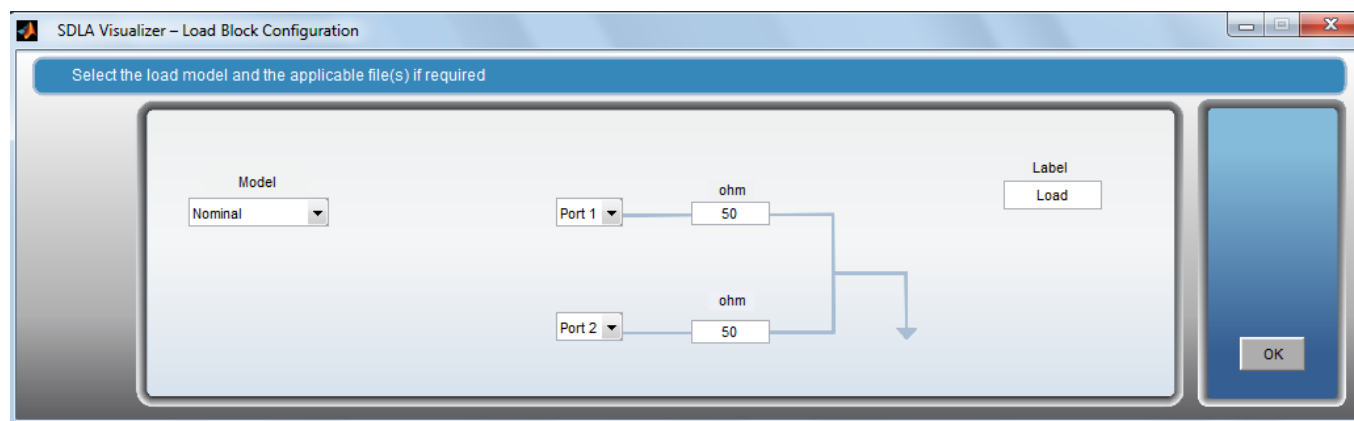 SDLA Visualizer – Load Block Configuration
Select the load model and the applicable file(s) if required
Model
Nominal
Port 1
ohm
50
Label
Load
Port 2
ohm
50
OK